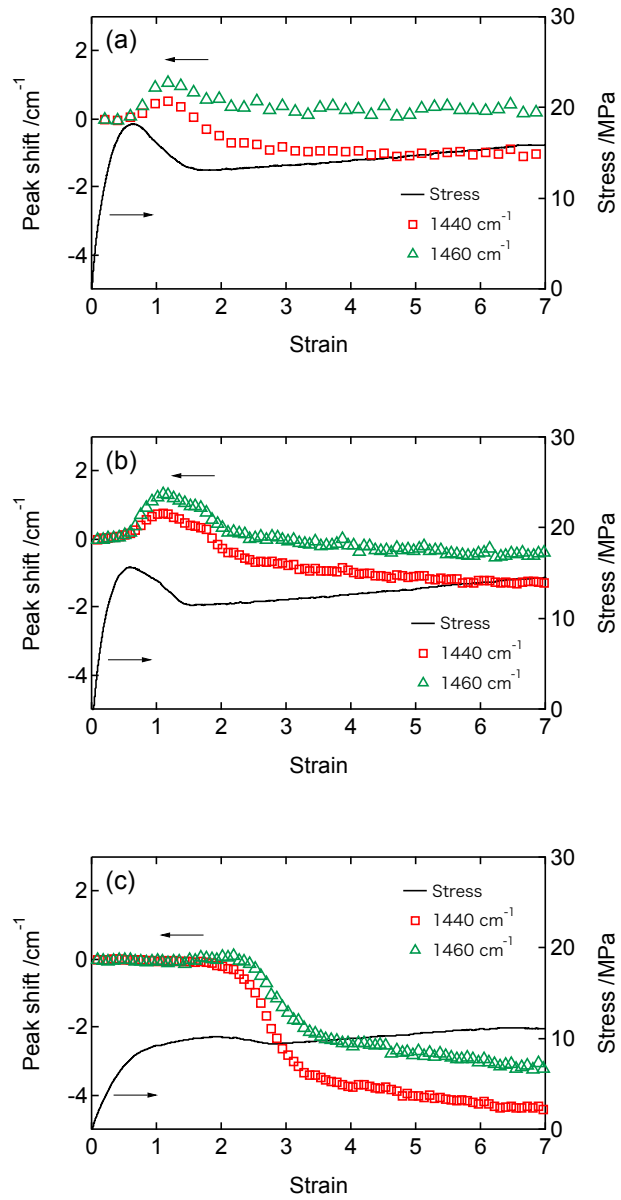 (a)
2
0
-2
-4
Peak shift /cm⁻¹
30
20
10
0
Stress /MPa
Stress
1440 cm⁻¹
1460 cm⁻¹
0 1 2 3 4 5 6 7
Strain
(b)
2
0
-2
-4
Peak shift /cm⁻¹
30
20
10
0
Stress /MPa
Stress
1440 cm⁻¹
1460 cm⁻¹
0 1 2 3 4 5 6 7
Strain
(c)
2
0
-2
-4
Peak shift /cm⁻¹
30
20
10
0
Stress /MPa
Stress
1440 cm⁻¹
1460 cm⁻¹
0 1 2 3 4 5 6 7
Strain